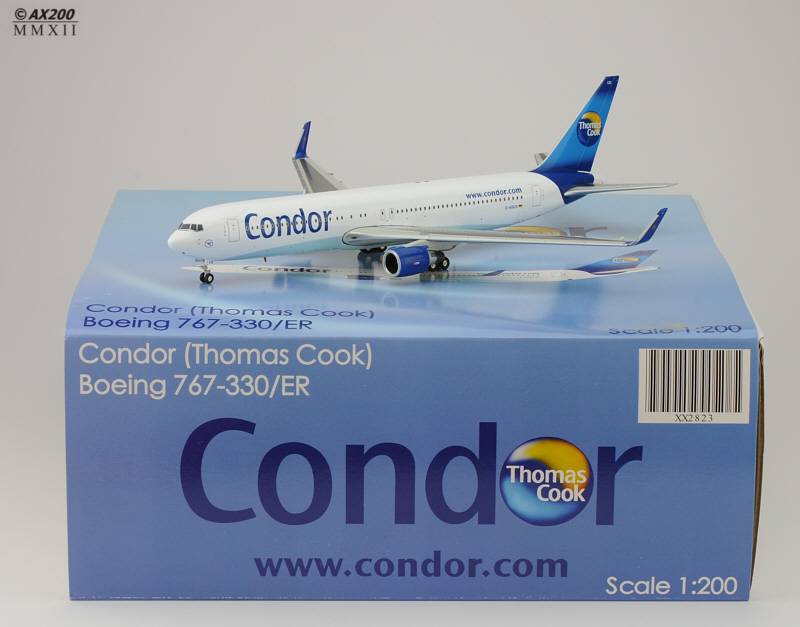 © AX200
MMXII
Thomas
Cook
www.condor.com
Condor
Condor (Thomas Cook)
Boeing 767-330/ER
Scale 1:200
Condor (Thomas Cook)
Boeing 767-330/ER
XX2823
Condor
Thomas
Cook
www.condor.com
Scale 1:200